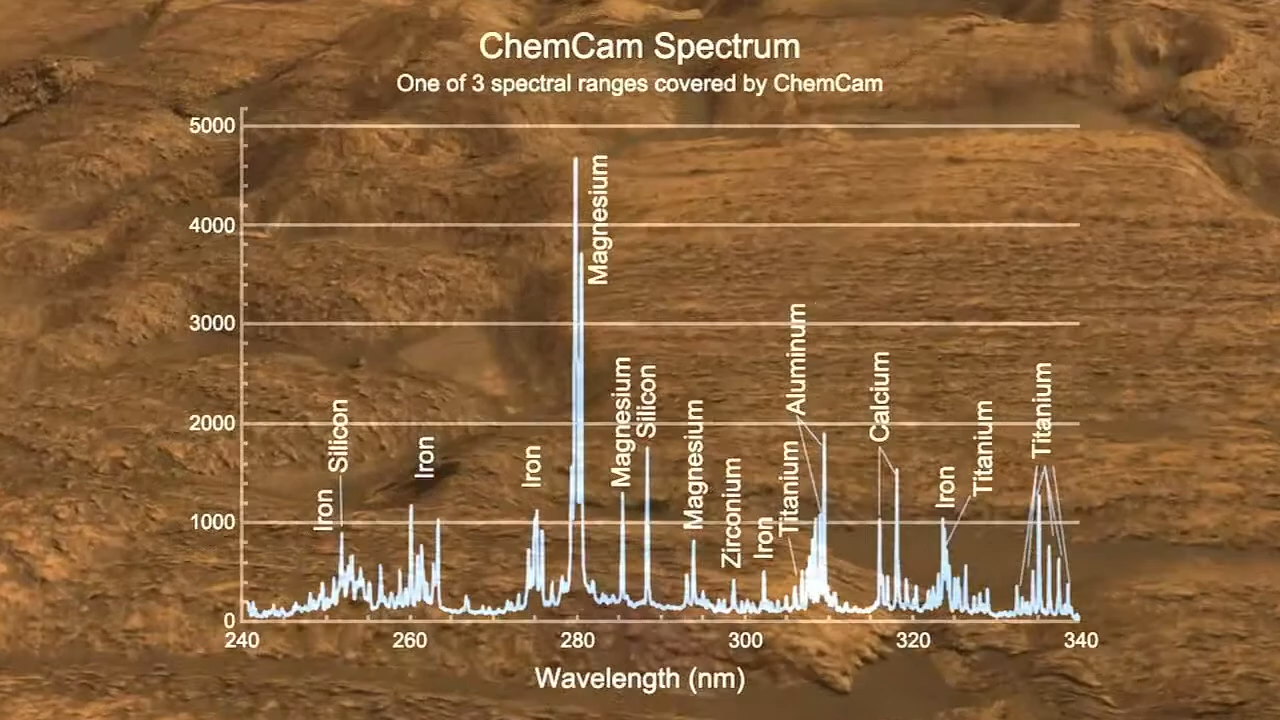 ChemCam Spectrum
One of 3 spectral ranges covered by ChemCam
5000
4000
3000
2000
1000
0
Iron
Silicon
Iron
Iron
Magnesium
Magnesium
Silicon
Magnesium
Zirconium
Iron
Titanium
Aluminum
Calcium
Iron
Titanium
Titanium
240
260
280
300
320
340
Wavelength (nm)